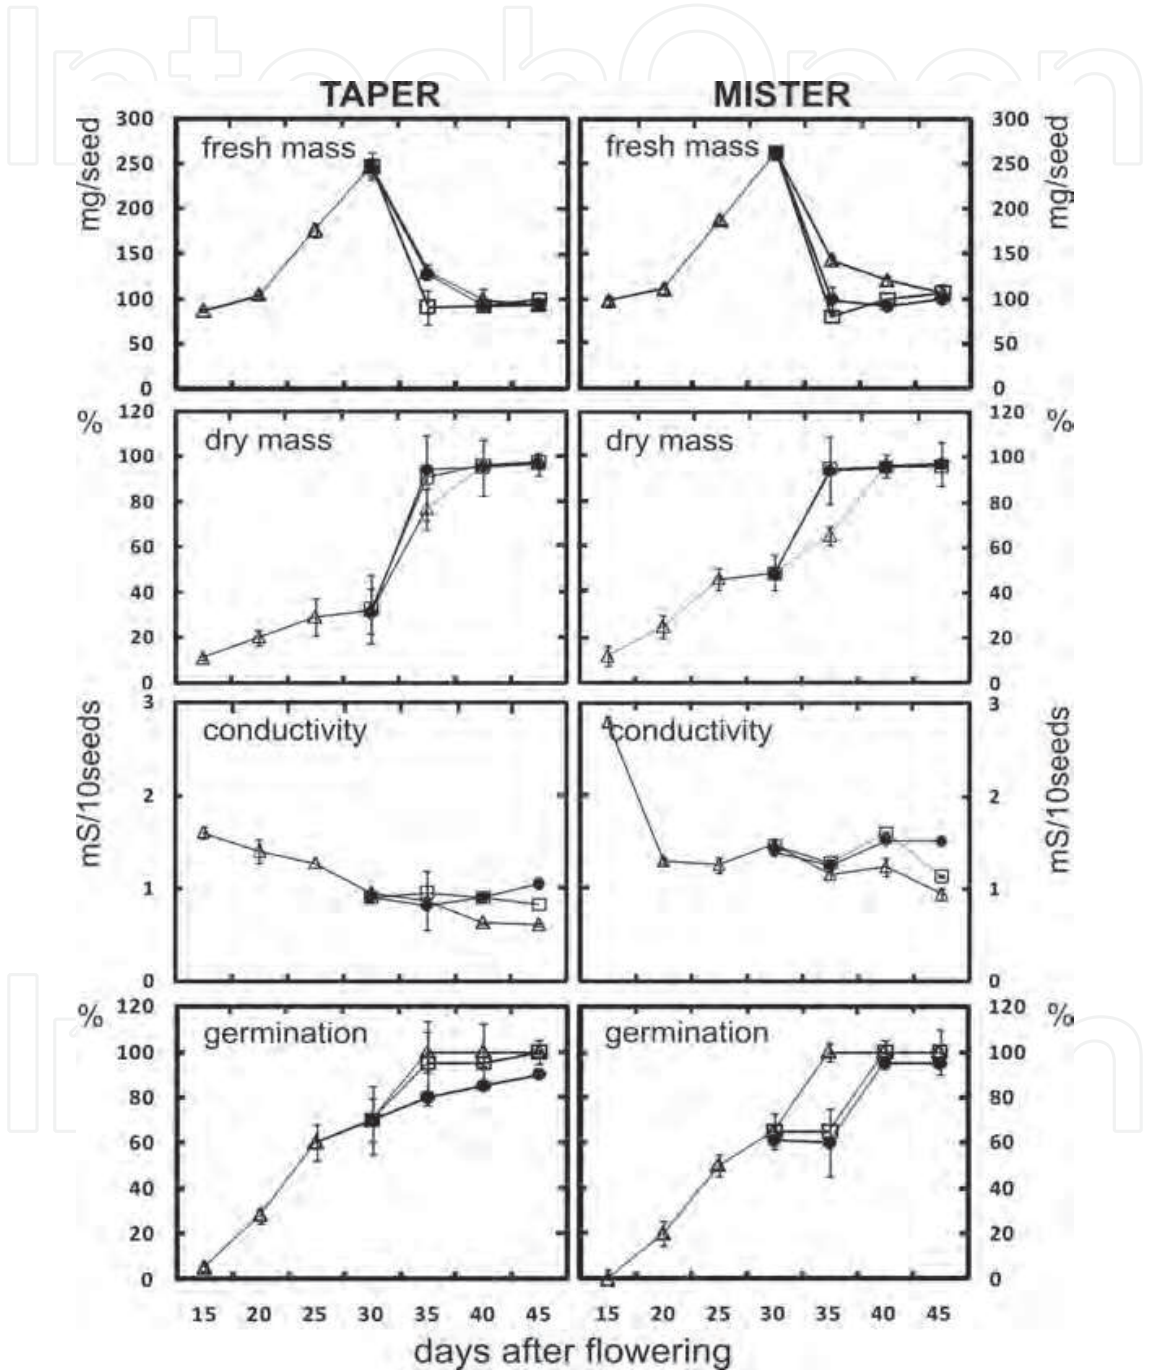 IntechOpen
TAPER MISTER
mg/seed 300 fresh mass fresh mass 300 mg/seed
250 250
200 200
150 150
100 100
50 50
0 0
% 120 dry mass dry mass 120 %
100 100
80 80
60 60
40 40
20 20
0 0
mS/10seeds 3 conductivity conductivity 3 mS/10seeds
2 2
1 1
0 0
% 120 germination germination 120 %
100 100
80 80
60 60
40 40
20 20
0 0
15 20 25 30 35 40 45 15 20 25 30 35 40 45
days after flowering